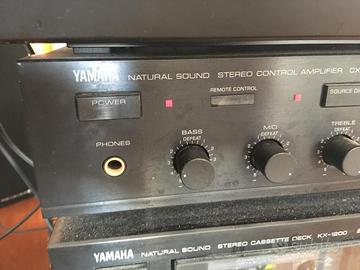 YAMAHA NATURAL SOUND STEREO CONTROL AMPLIFIER CX
POWER
REMOTE CONTROL
SOURCE DI
PHONES
BASS
DEFEAT
MID
DEFEAT
TREBLE
DEFEAT
YAMAHA NATURAL SOUND STEREO CASSETTE DECK KX-1200